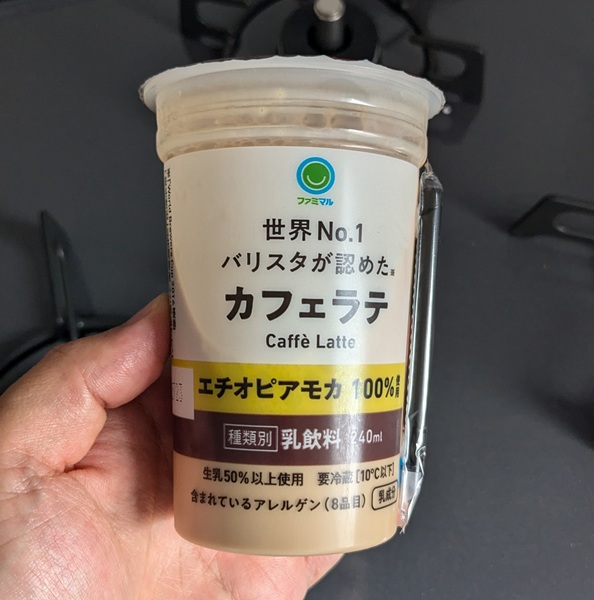 ファミマル
世界No.1
バリスタが認めた※
カフェラテ
Caffè Latte
エチオピアモカ 100%使用
種類別 乳飲料 240ml
生乳50%以上使用 要冷蔵[10℃以下]
含まれているアレルゲン(8品目) 乳成分